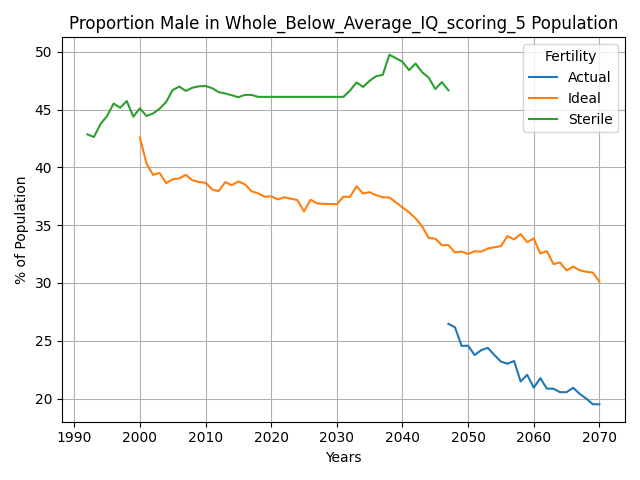 Proportion Male in Whole_Below_Average_IQ_scoring_5 Population
Fertility
Actual
Ideal
Sterile
% of Population
50
45
40
35
30
25
20
1990 2000 2010 2020 2030 2040 2050 2060 2070
Years